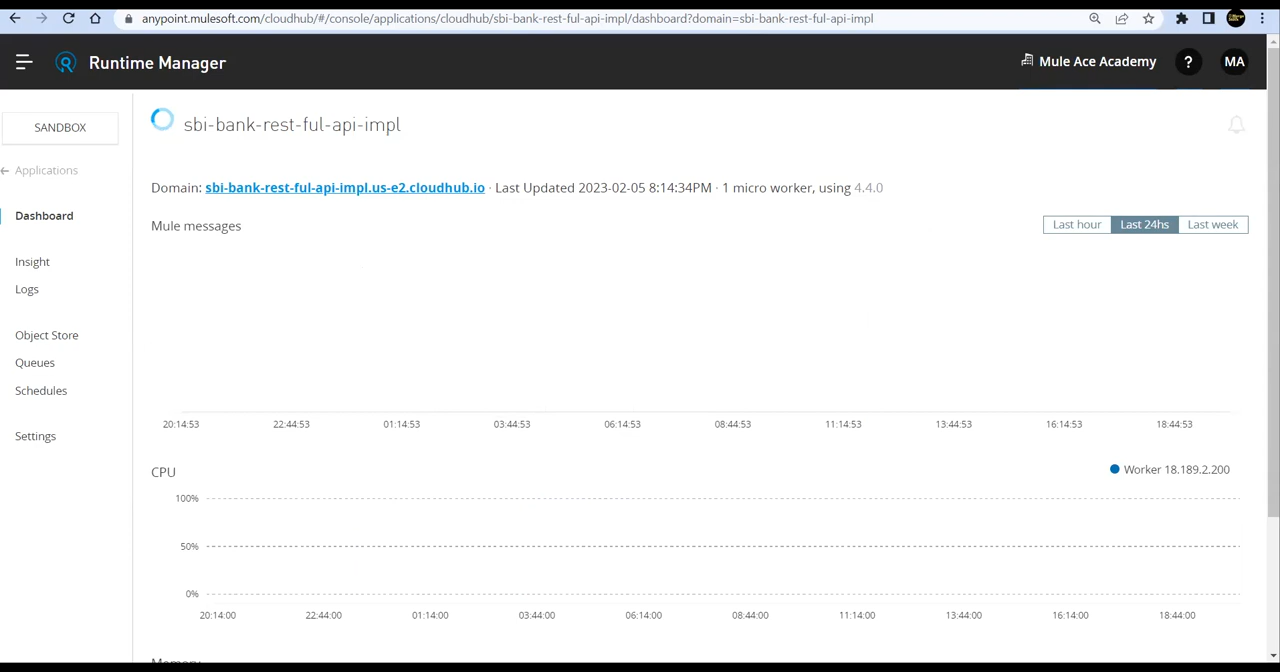 anypoint.mulesoft.com/cloudhub/#/console/applications/cloudhub/sbi-bank-rest-ful-api-impl/dashboard?domain=sbi-bank-rest-ful-api-impl
Runtime Manager
Mule Ace Academy
?
MA
SANDBOX
sbi-bank-rest-ful-api-impl
Applications
Domain: sbi-bank-rest-ful-api-impl.us-e2.cloudhub.io · Last Updated 2023-02-05 8:14:34PM · 1 micro worker, using 4.4.0
Dashboard
Mule messages
Last hour Last 24hs Last week
Insight
Logs
Object Store
Queues
Schedules
Settings
20:14:53 22:44:53 01:14:53 03:44:53 06:14:53 08:44:53 11:14:53 13:44:53 16:14:53 18:44:53
CPU
Worker 18.189.2.200
100%
50%
0%
20:14:00 22:44:00 01:14:00 03:44:00 06:14:00 08:44:00 11:14:00 13:44:00 16:14:00 18:44:00
Memory